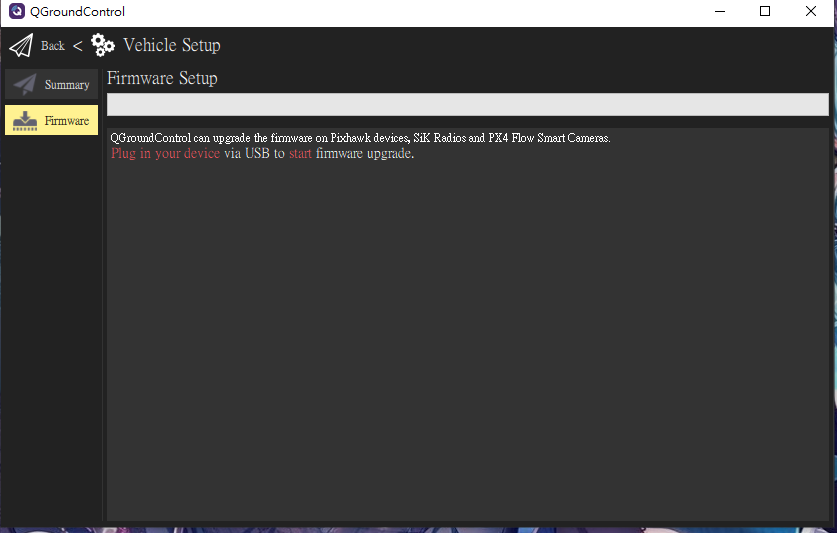 QGroundControl
Back < Vehicle Setup
Summary
Firmware
Firmware Setup
QGroundControl can upgrade the firmware on Pixhawk devices, SiK Radios and PX4 Flow Smart Cameras.
Plug in your device via USB to start firmware upgrade.